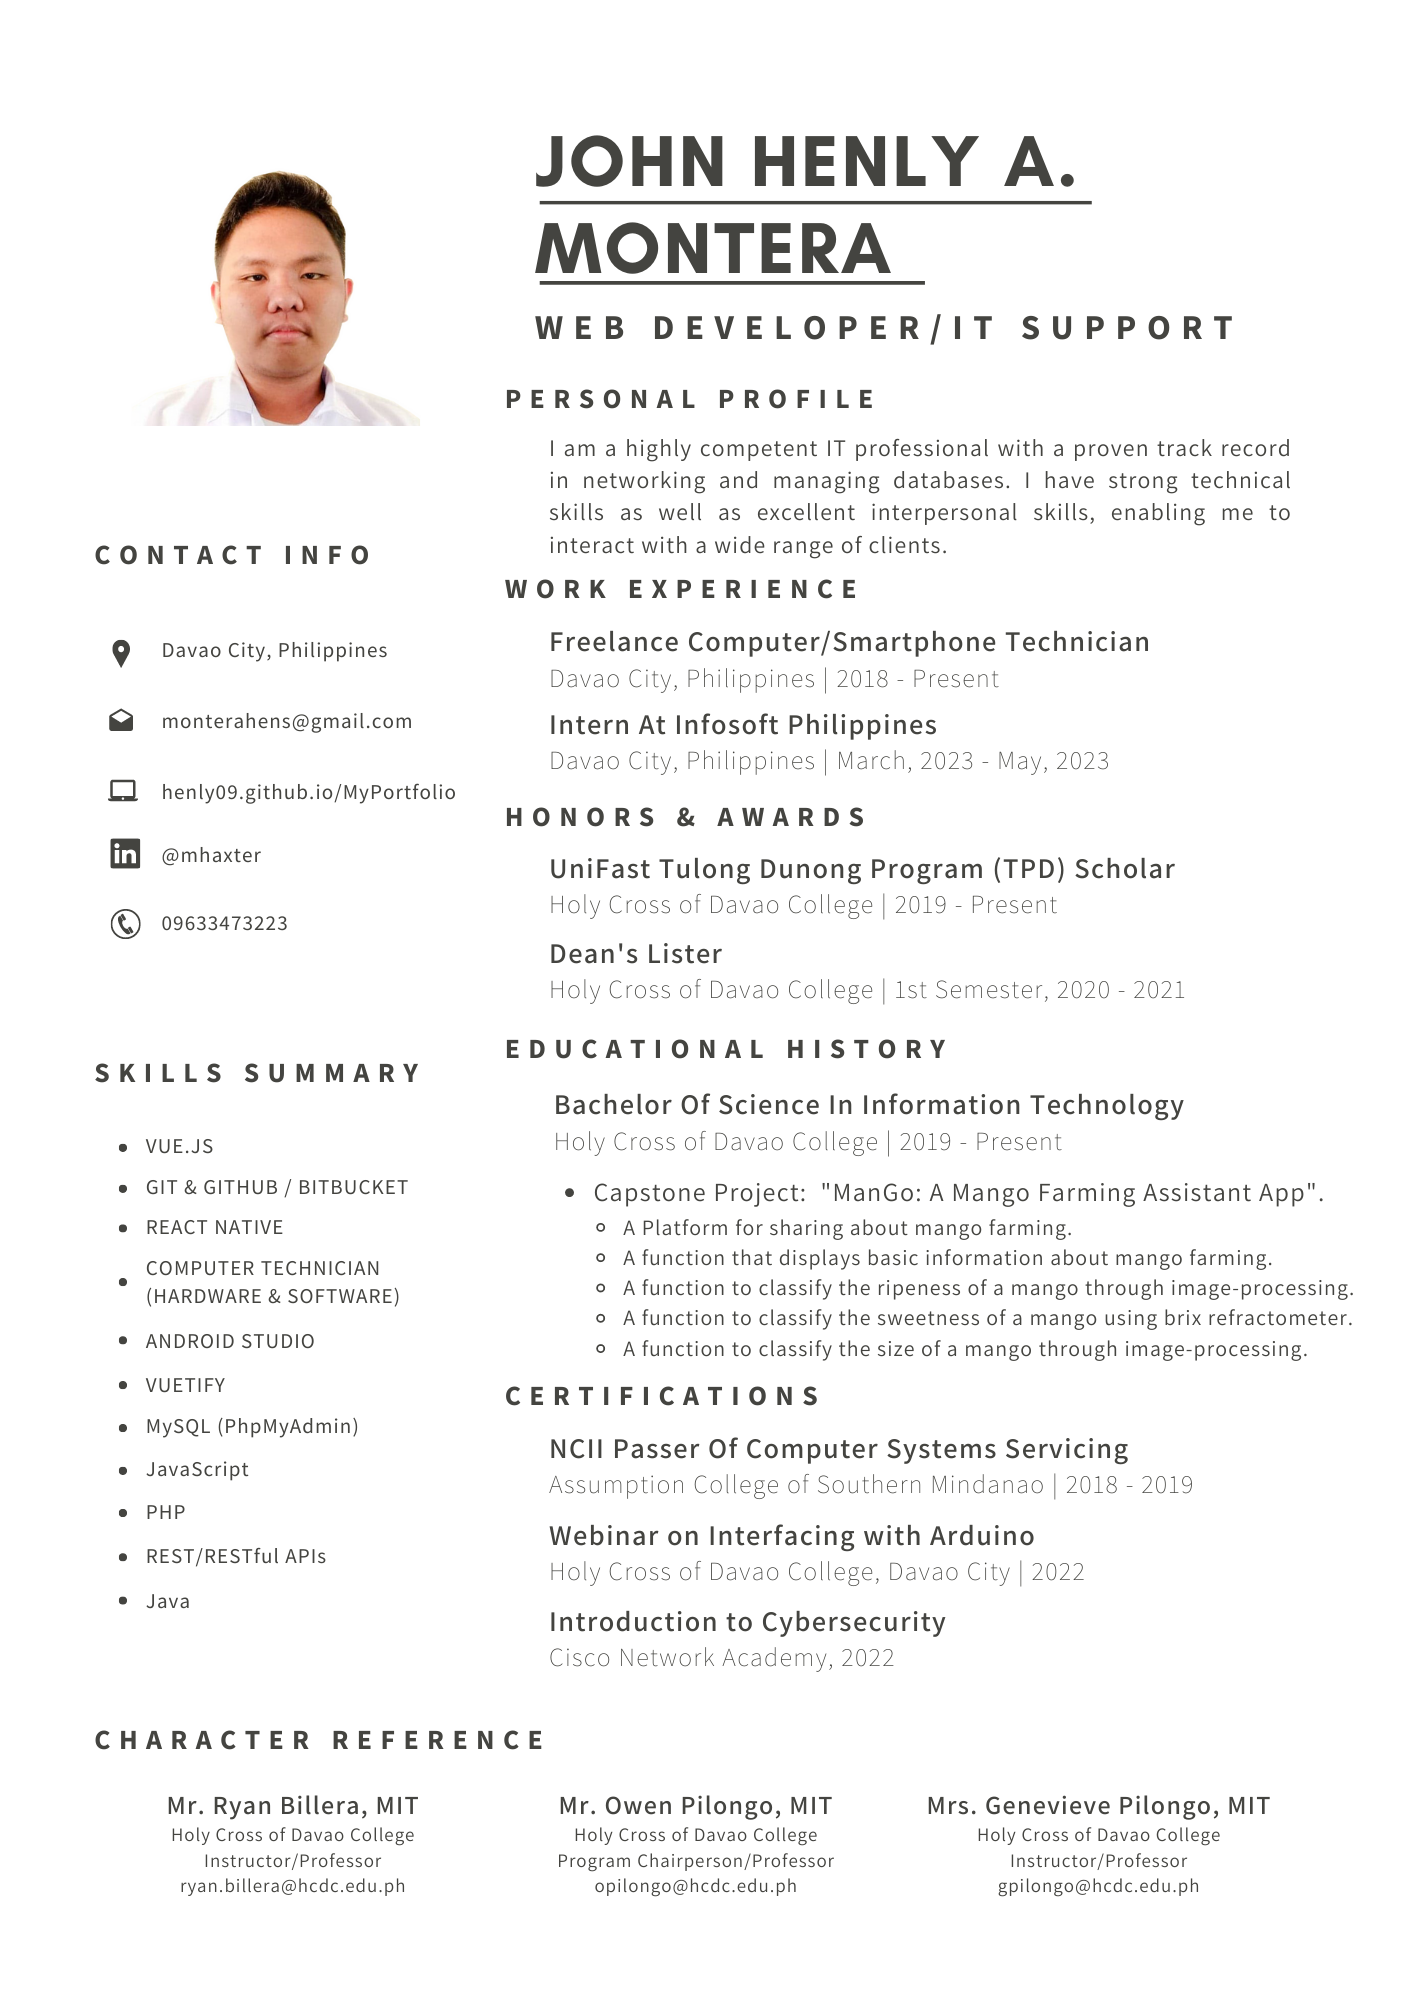 JOHN HENLY A.
MONTERA
WEB DEVELOPER/IT SUPPORT
CONTACT INFO
Davao City, Philippines
monterahens@gmail.com
henly09.github.io/MyPortfolio
in @mhaxter
09633473223
SKILLS SUMMARY
• VUE.JS
• GIT & GITHUB / BITBUCKET
• REACT NATIVE
• COMPUTER TECHNICIAN
(HARDWARE & SOFTWARE)
• ANDROID STUDIO
• VUETIFY
• MySQL (PhpMyAdmin)
• JavaScript
• PHP
• REST/RESTful APIs
• Java
PERSONAL PROFILE
I am a highly competent IT professional with a proven track record
in networking and managing databases. I have strong technical
skills as well as excellent interpersonal skills, enabling me to
interact with a wide range of clients.
WORK EXPERIENCE
Freelance Computer/Smartphone Technician
Davao City, Philippines | 2018 - Present
Intern At Infosoft Philippines
Davao City, Philippines | March, 2023 - May, 2023
HONORS & AWARDS
UniFast Tulong Dunong Program (TPD) Scholar
Holy Cross of Davao College | 2019 - Present
Dean's Lister
Holy Cross of Davao College | 1st Semester, 2020 - 2021
EDUCATIONAL HISTORY
Bachelor Of Science In Information Technology
Holy Cross of Davao College | 2019 - Present
• Capstone Project: "ManGo: A Mango Farming Assistant App".
◦ A Platform for sharing about mango farming.
◦ A function that displays basic information about mango farming.
◦ A function to classify the ripeness of a mango through image-processing.
◦ A function to classify the sweetness of a mango using brix refractometer.
◦ A function to classify the size of a mango through image-processing.
CERTIFICATIONS
NCII Passer Of Computer Systems Servicing
Assumption College of Southern Mindanao | 2018 - 2019
Webinar on Interfacing with Arduino
Holy Cross of Davao College, Davao City | 2022
Introduction to Cybersecurity
Cisco Network Academy, 2022
CHARACTER REFERENCE
Mr. Ryan Billera, MIT
Holy Cross of Davao College
Instructor/Professor
ryan.billera@hcdc.edu.ph
Mr. Owen Pilongo, MIT
Holy Cross of Davao College
Program Chairperson/Professor
opilongo@hcdc.edu.ph
Mrs. Genevieve Pilongo, MIT
Holy Cross of Davao College
Instructor/Professor
gpilongo@hcdc.edu.ph